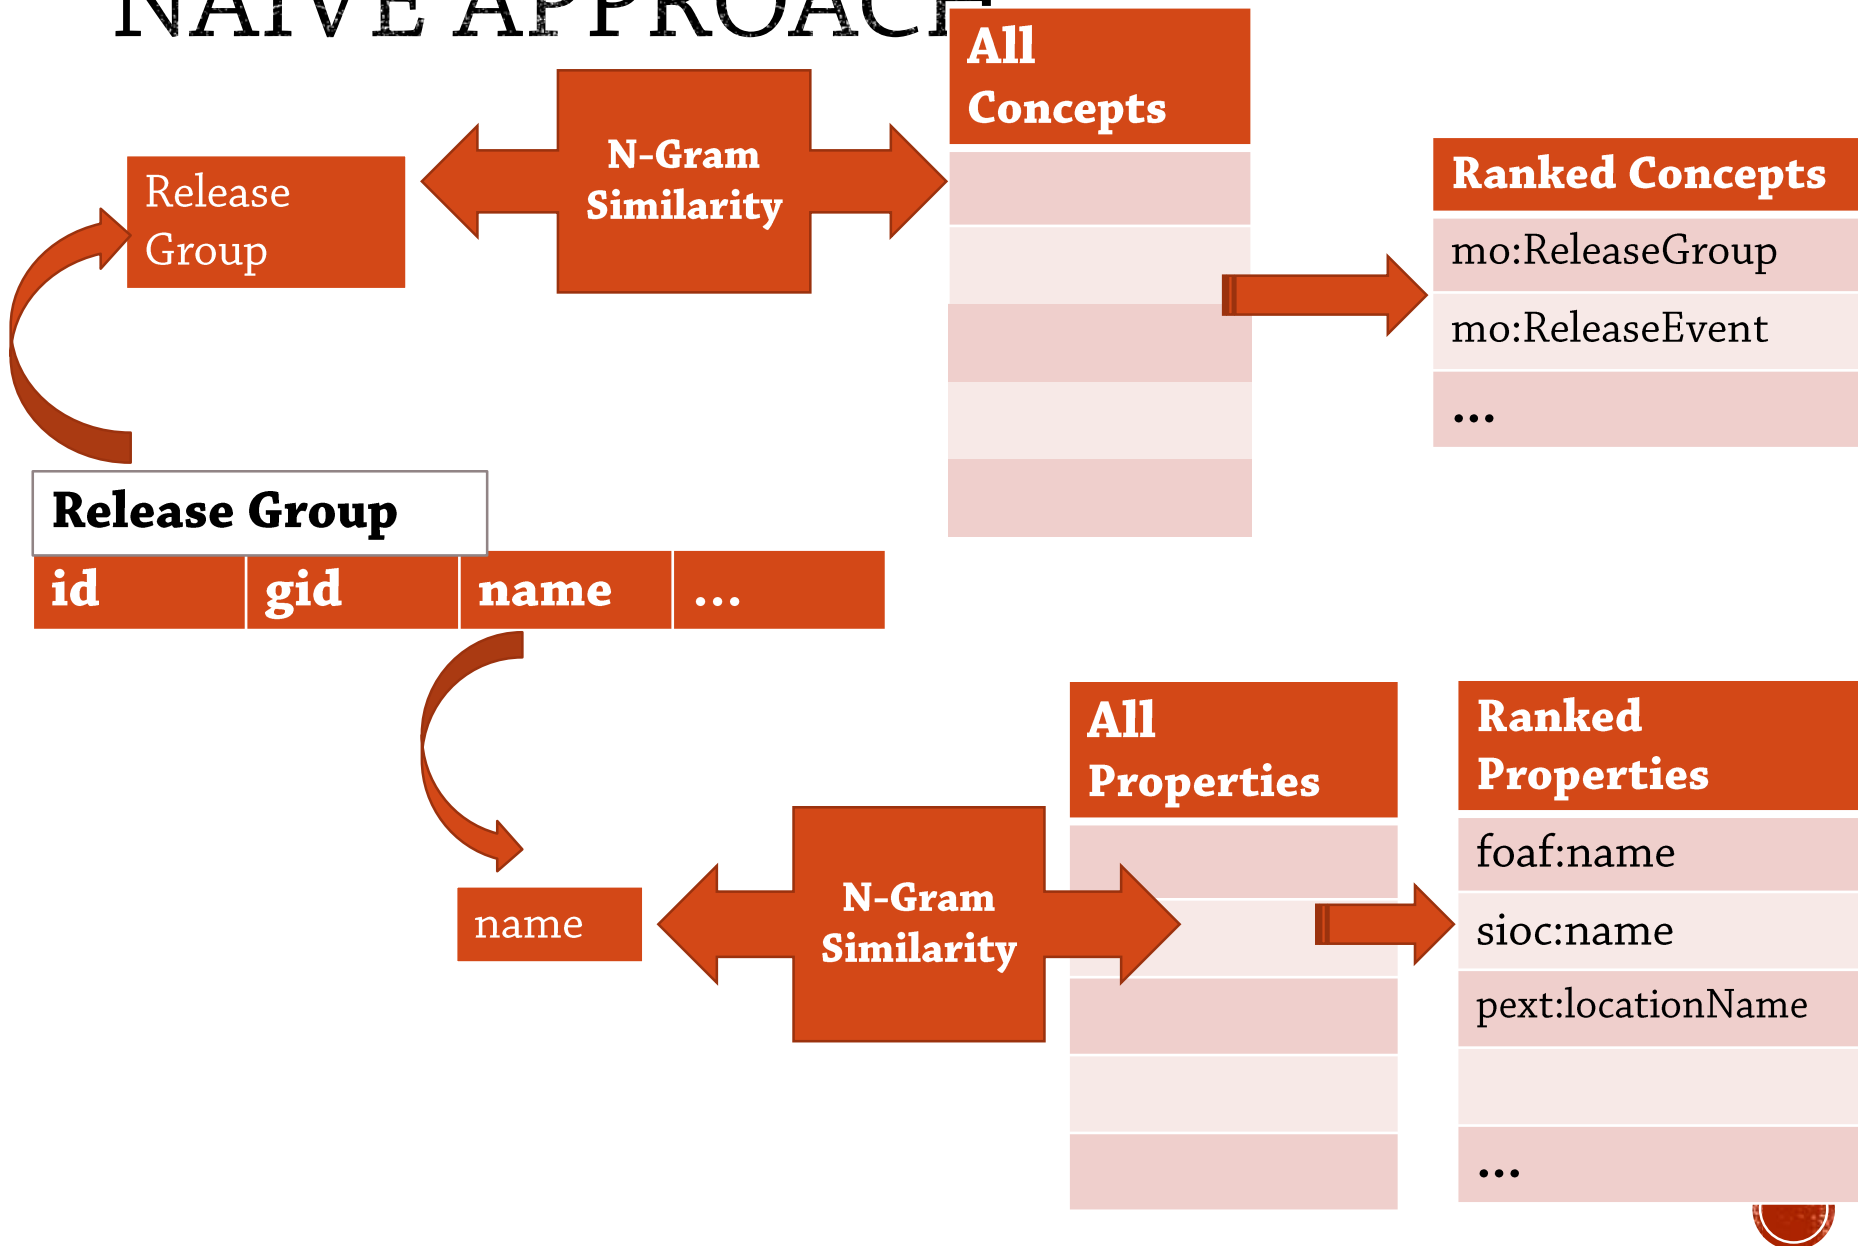 NAIVE APPROACH
All
Concepts
N-Gram
Similarity
Release
Group
Ranked Concepts
mo:ReleaseGroup
mo:ReleaseEvent
...
Release Group
id gid name ...
All
Properties
Ranked
Properties
N-Gram
Similarity
name
foaf:name
sioc:name
pext:locationName
...